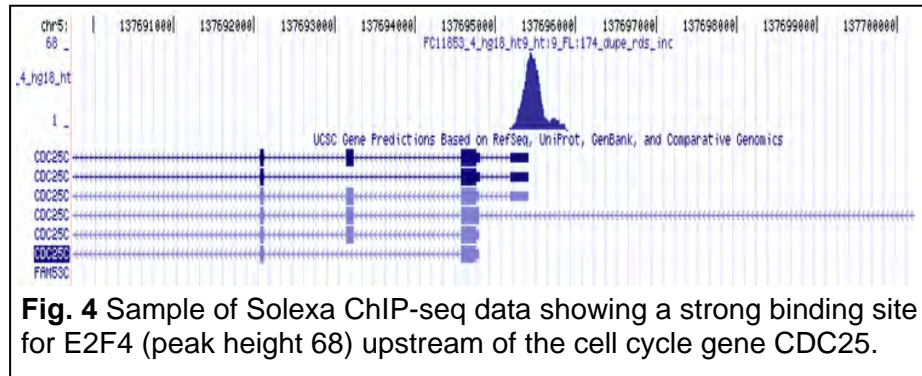 chr5: | 137691000| 137692000| 137693000| 137694000| 137695000| 137696000| 137697000| 137698000| 137699000| 137700000|
68 _ FC11853_4_hg18_ht9_ht:9_FL:174_dupe_rds_inc
_4_hg18_ht
1 _
UCSC Gene Predictions Based on RefSeq, UniProt, GenBank, and Comparative Genomics
CDC25C
CDC25C
CDC25C
CDC25C
CDC25C
CDC25C
FAM53C
Fig. 4 Sample of Solexa ChIP-seq data showing a strong binding site
for E2F4 (peak height 68) upstream of the cell cycle gene CDC25.